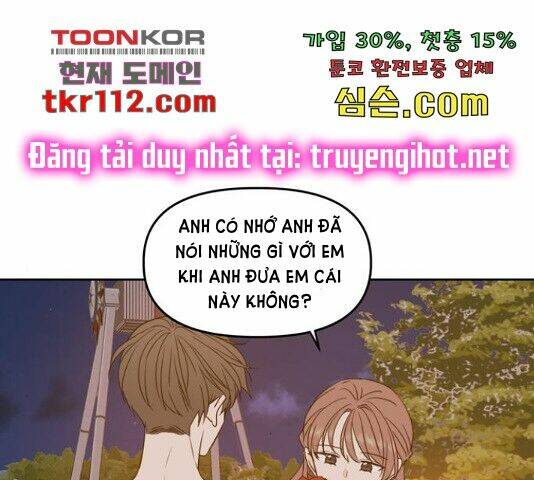 TOONKOR
현재 도메인
tkr112.com
가입 30%, 첫충 15%
툰코 환전보증 업체
심슨.com
Đăng tải duy nhất tại: truyengihot.net
ANH CÓ NHỚ ANH ĐÃ
NÓI NHỮNG GÌ VỚI EM
KHI ANH ĐƯA EM CÁI
NÀY KHÔNG?